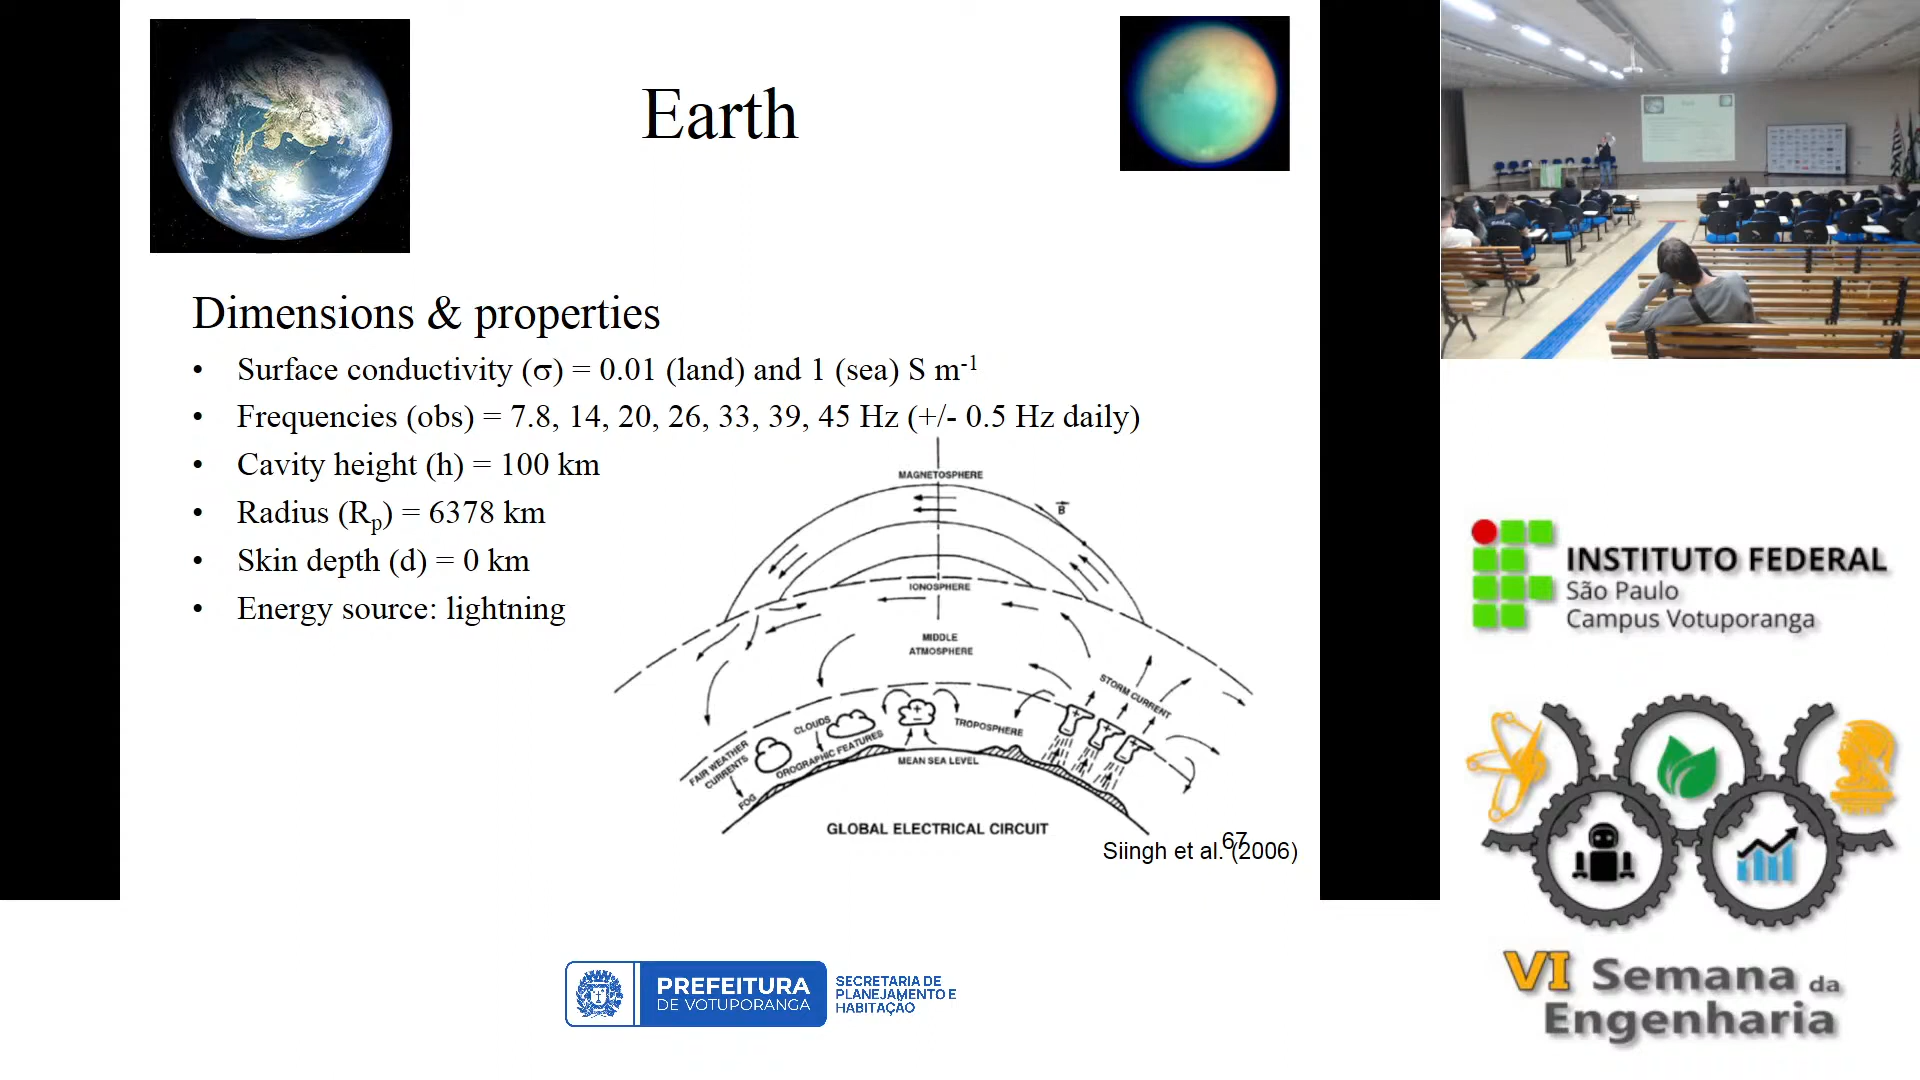 Earth
Dimensions & properties
• Surface conductivity (σ) = 0.01 (land) and 1 (sea) S m⁻¹
• Frequencies (obs) = 7.8, 14, 20, 26, 33, 39, 45 Hz (+/- 0.5 Hz daily)
• Cavity height (h) = 100 km
• Radius (Rₚ) = 6378 km
• Skin depth (d) = 0 km
• Energy source: lightning
MAGNETOSPHERE
B
IONOSPHERE
MIDDLE
ATMOSPHERE
STORM CURRENT
CLOUDS
TROPOSPHERE
FAIR WEATHER
CURRENTS
OROGRAPHIC FEATURES
MEAN SEA LEVEL
FOG
GLOBAL ELECTRICAL CIRCUIT
67
Siingh et al. (2006)
INSTITUTO FEDERAL
São Paulo
Campus Votuporanga
VI Semana da
Engenharia
PREFEITURA
DE VOTUPORANGA
SECRETARIA DE
PLANEJAMENTO E
HABITAÇÃO